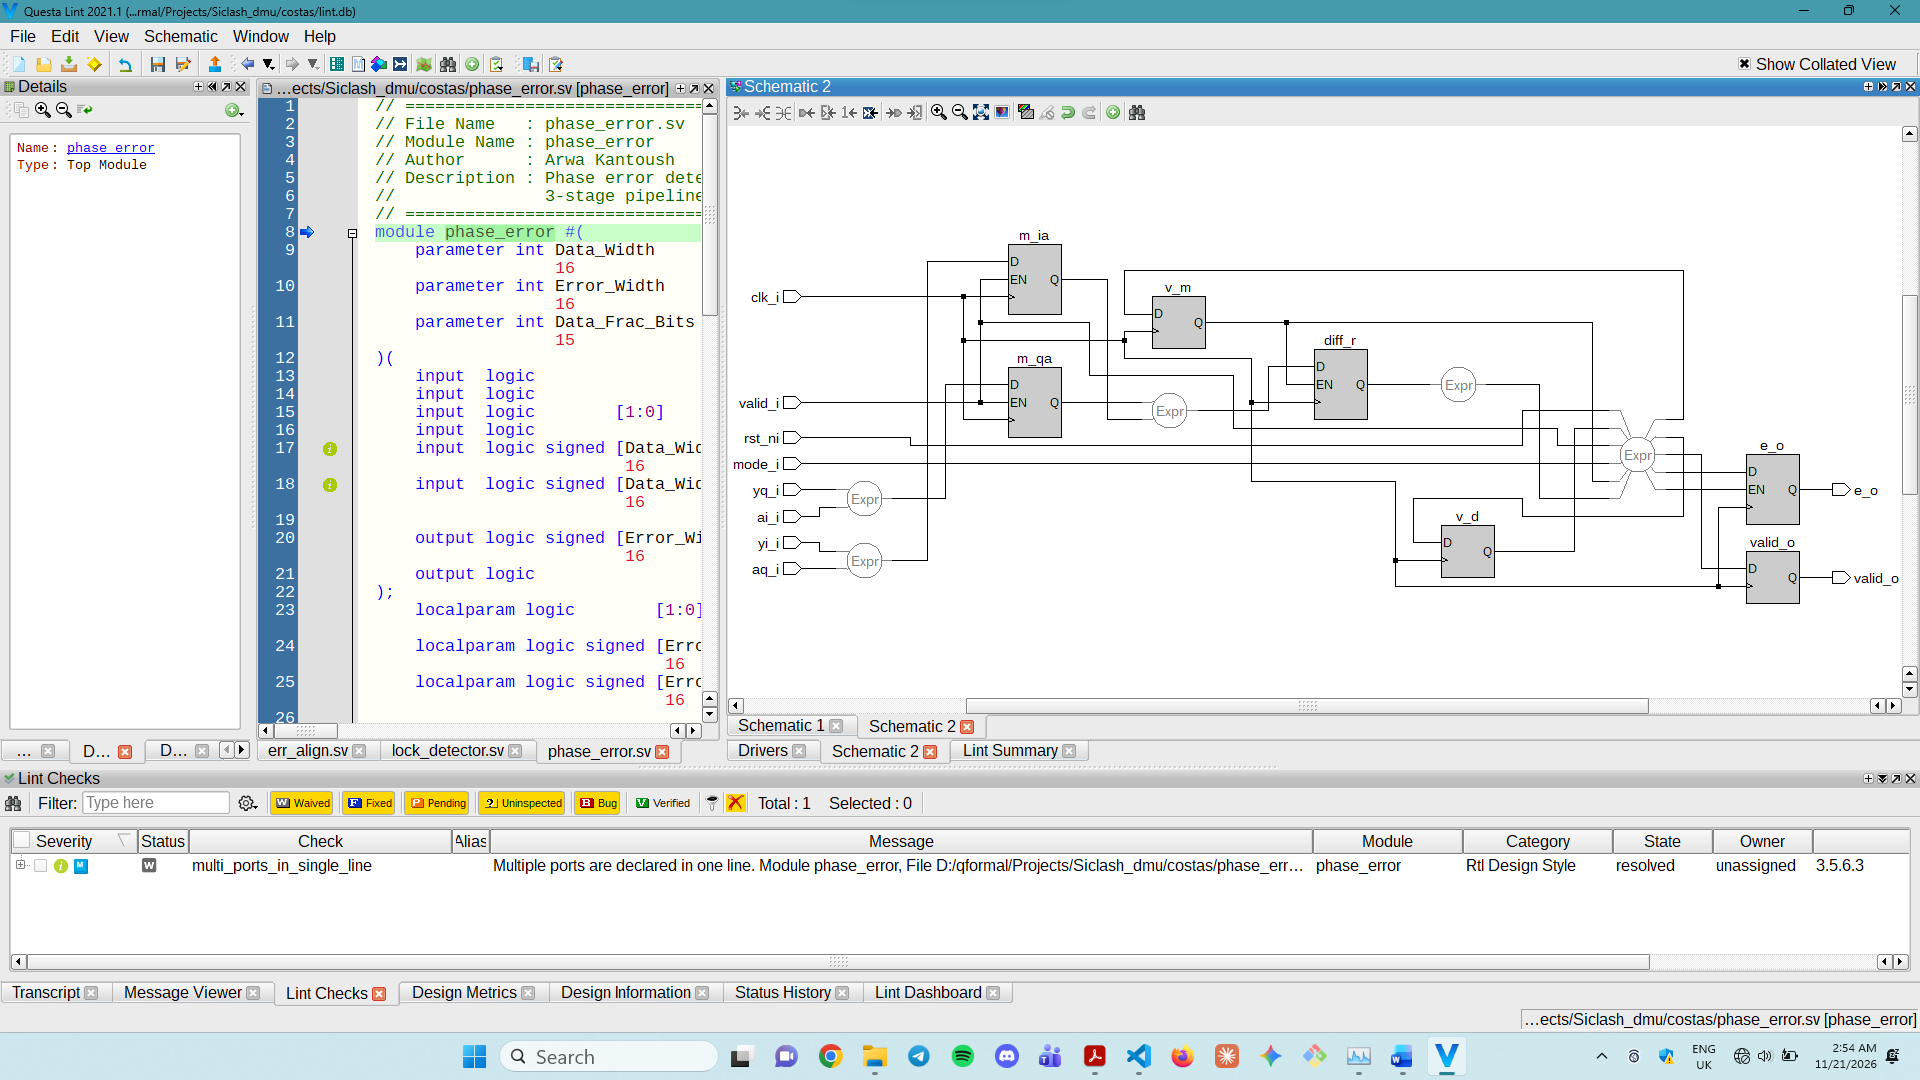 Questa Lint 2021.1 (...rmal/Projects/Siclash_dmu/costas/lint.db)
File Edit View Schematic Window Help
Show Collated View
Details
Name: phase_error
Type: Top Module
...ects/Siclash_dmu/costas/phase_error.sv [phase_error]
1 // ==============================
2 // File Name   : phase_error.sv
3 // Module Name : phase_error
4 // Author      : Arwa Kantoush
5 // Description : Phase error dete
6 //               3-stage pipeline
7 // ==============================
8 module phase_error #(
9 parameter int Data_Width
16
10 parameter int Error_Width
16
11 parameter int Data_Frac_Bits
15
12 )(
13 input logic
14 input logic
15 input logic [1:0]
16 input logic
17 input logic signed [Data_Wid
16
18 input logic signed [Data_Wid
16
19
20 output logic signed [Error_Wi
16
21 output logic
22 );
23 localparam logic [1:0]
24 localparam logic signed [Erro
16
25 localparam logic signed [Erro
16
26
... D... D...
err_align.sv lock_detector.sv phase_error.sv
Schematic 2
clk_i
valid_i
rst_ni
mode_i
yq_i
ai_i
yi_i
aq_i
Expr
Expr
m_ia
D
EN Q
m_qa
D
EN Q
Expr
v_m
D
Q
diff_r
D
EN Q
Expr
v_d
D
Q
Expr
e_o
D
EN Q
e_o
valid_o
D
Q
valid_o
Schematic 1 Schematic 2
Drivers Schematic 2 Lint Summary
Lint Checks
Filter: Type here W Waived F Fixed P Pending ? Uninspected B Bug V Verified Total : 1 Selected : 0
Severity Status Check Alias Message Module Category State Owner
i M W multi_ports_in_single_line Multiple ports are declared in one line. Module phase_error, File D:/qformal/Projects/Siclash_dmu/costas/phase_err... phase_error Rtl Design Style resolved unassigned 3.5.6.3
Transcript Message Viewer Lint Checks Design Metrics Design Information Status History Lint Dashboard
...ects/Siclash_dmu/costas/phase_error.sv [phase_error]
Search
ENG
UK
2:54 AM
11/21/2026